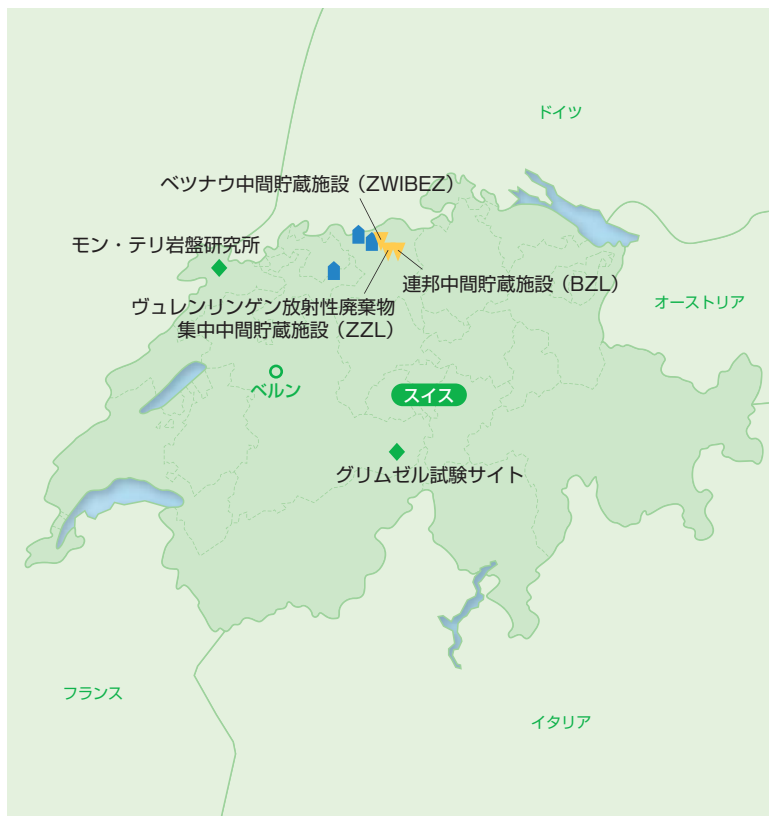 ドイツ
ベツナウ中間貯蔵施設（ZWIBEZ）
モン・テリ岩盤研究所
連邦中間貯蔵施設（BZL）
オーストリア
ヴュレンリンゲン放射性廃棄物
集中中間貯蔵施設（ZZL）
ベルン
スイス
グリムゼル試験サイト
フランス
イタリア